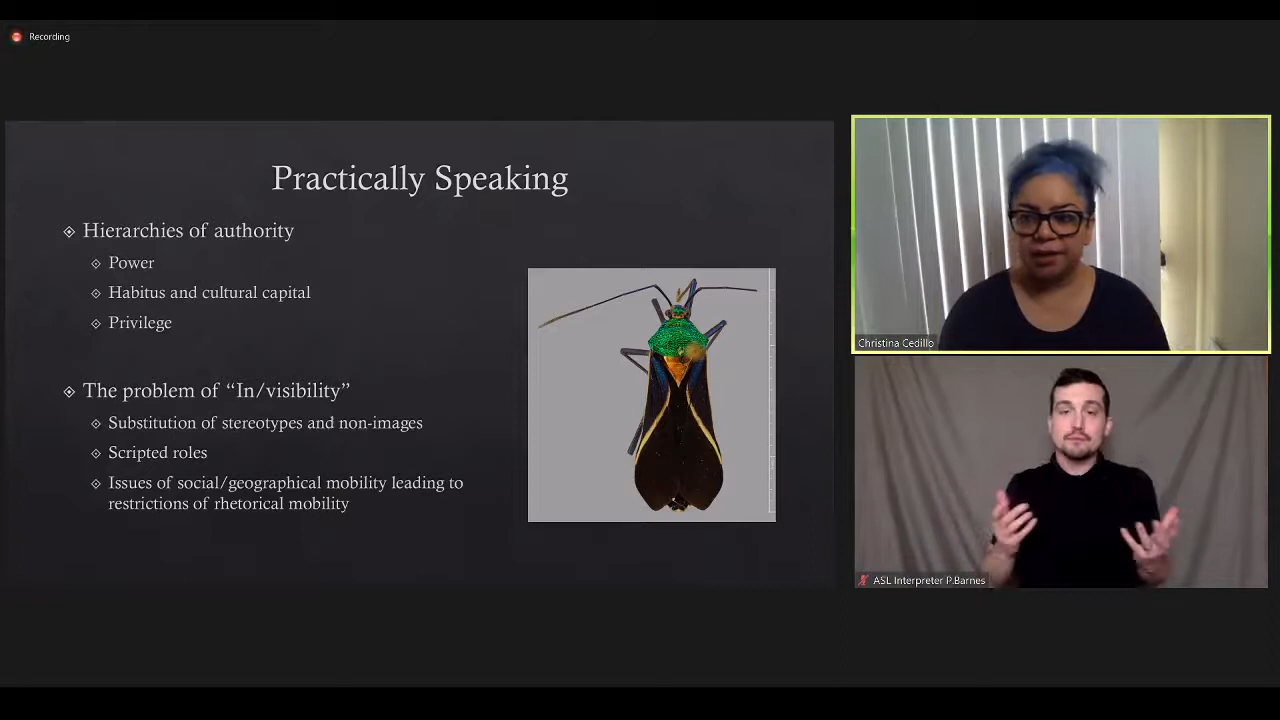 Recording
Practically Speaking
Hierarchies of authority
Power
Habitus and cultural capital
Privilege
The problem of “In/visibility”
Substitution of stereotypes and non-images
Scripted roles
Issues of social/geographical mobility leading to
restrictions of rhetorical mobility
Christina Cedillo
ASL Interpreter P.Barnes